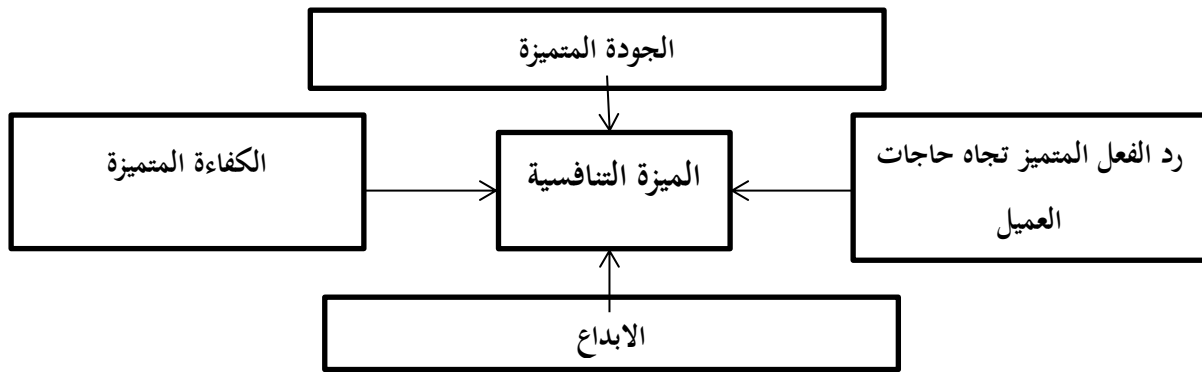 الجودة المتميزة
رد الفعل المتميز تجاه حاجات
العميل
الميزة التنافسية
الكفاءة المتميزة
الابداع